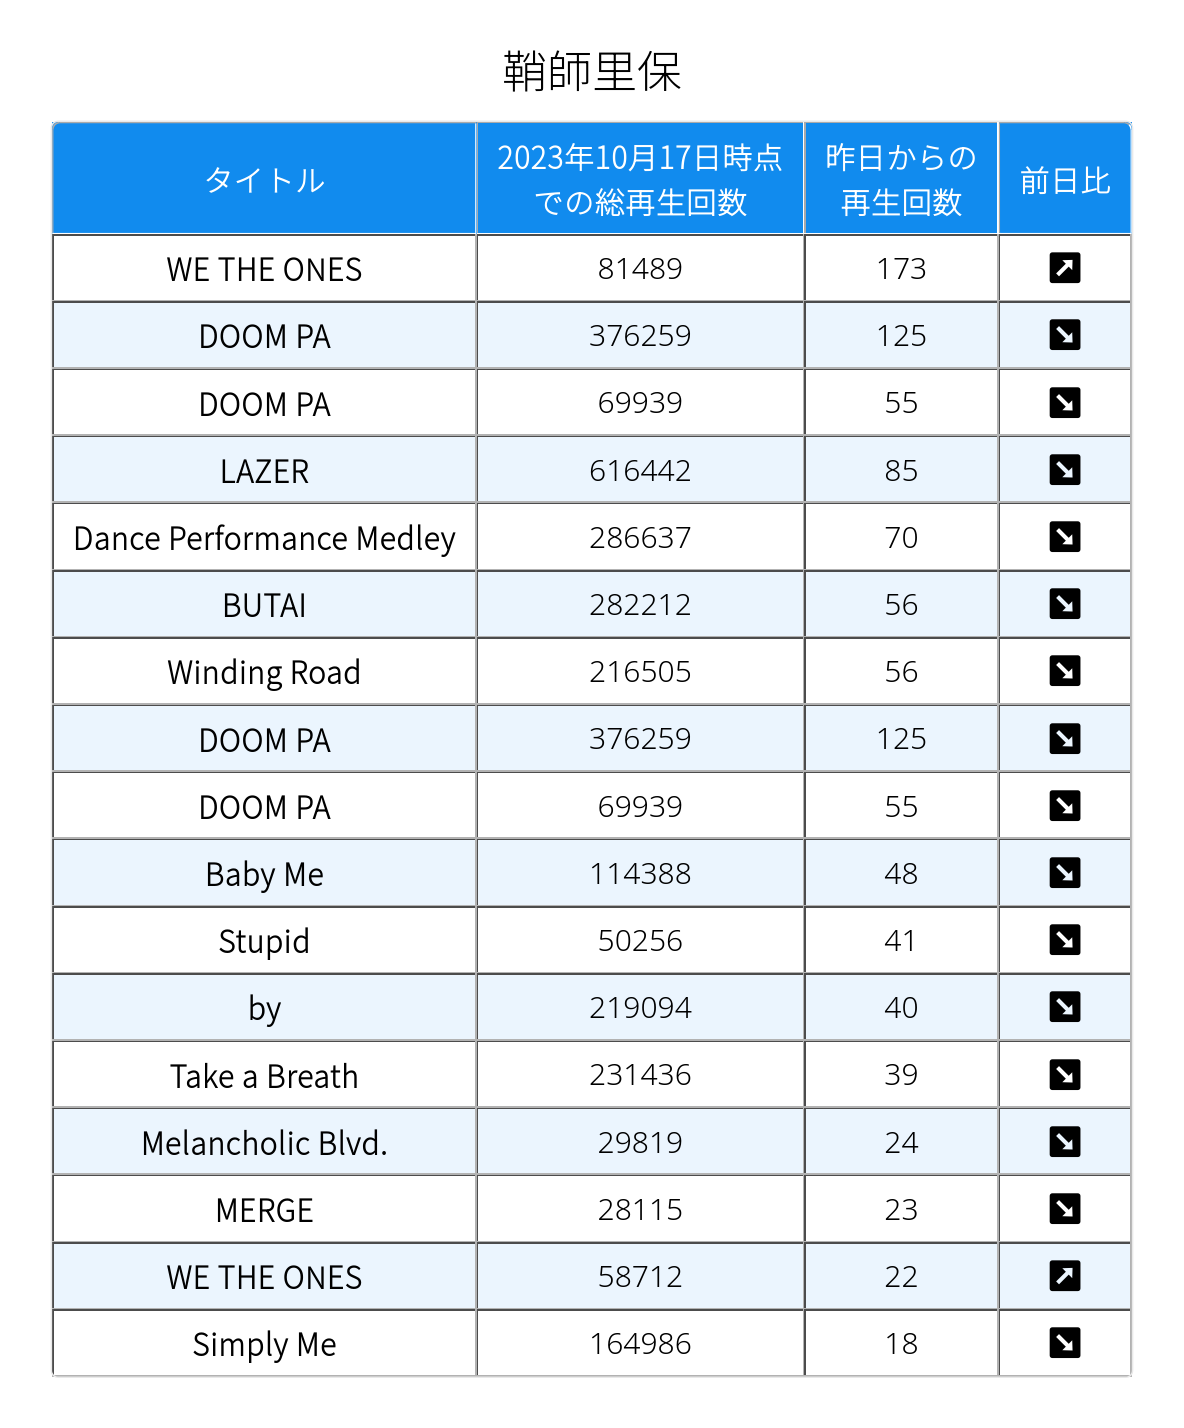 鞘師里保
タイトル 2023年10月17日時点での総再生回数 昨日からの再生回数 前日比
WE THE ONES 81489 173 ↗
DOOM PA 376259 125 ↘
DOOM PA 69939 55 ↘
LAZER 616442 85 ↘
Dance Performance Medley 286637 70 ↘
BUTAI 282212 56 ↘
Winding Road 216505 56 ↘
DOOM PA 376259 125 ↘
DOOM PA 69939 55 ↘
Baby Me 114388 48 ↘
Stupid 50256 41 ↘
by 219094 40 ↘
Take a Breath 231436 39 ↘
Melancholic Blvd. 29819 24 ↘
MERGE 28115 23 ↘
WE THE ONES 58712 22 ↗
Simply Me 164986 18 ↘